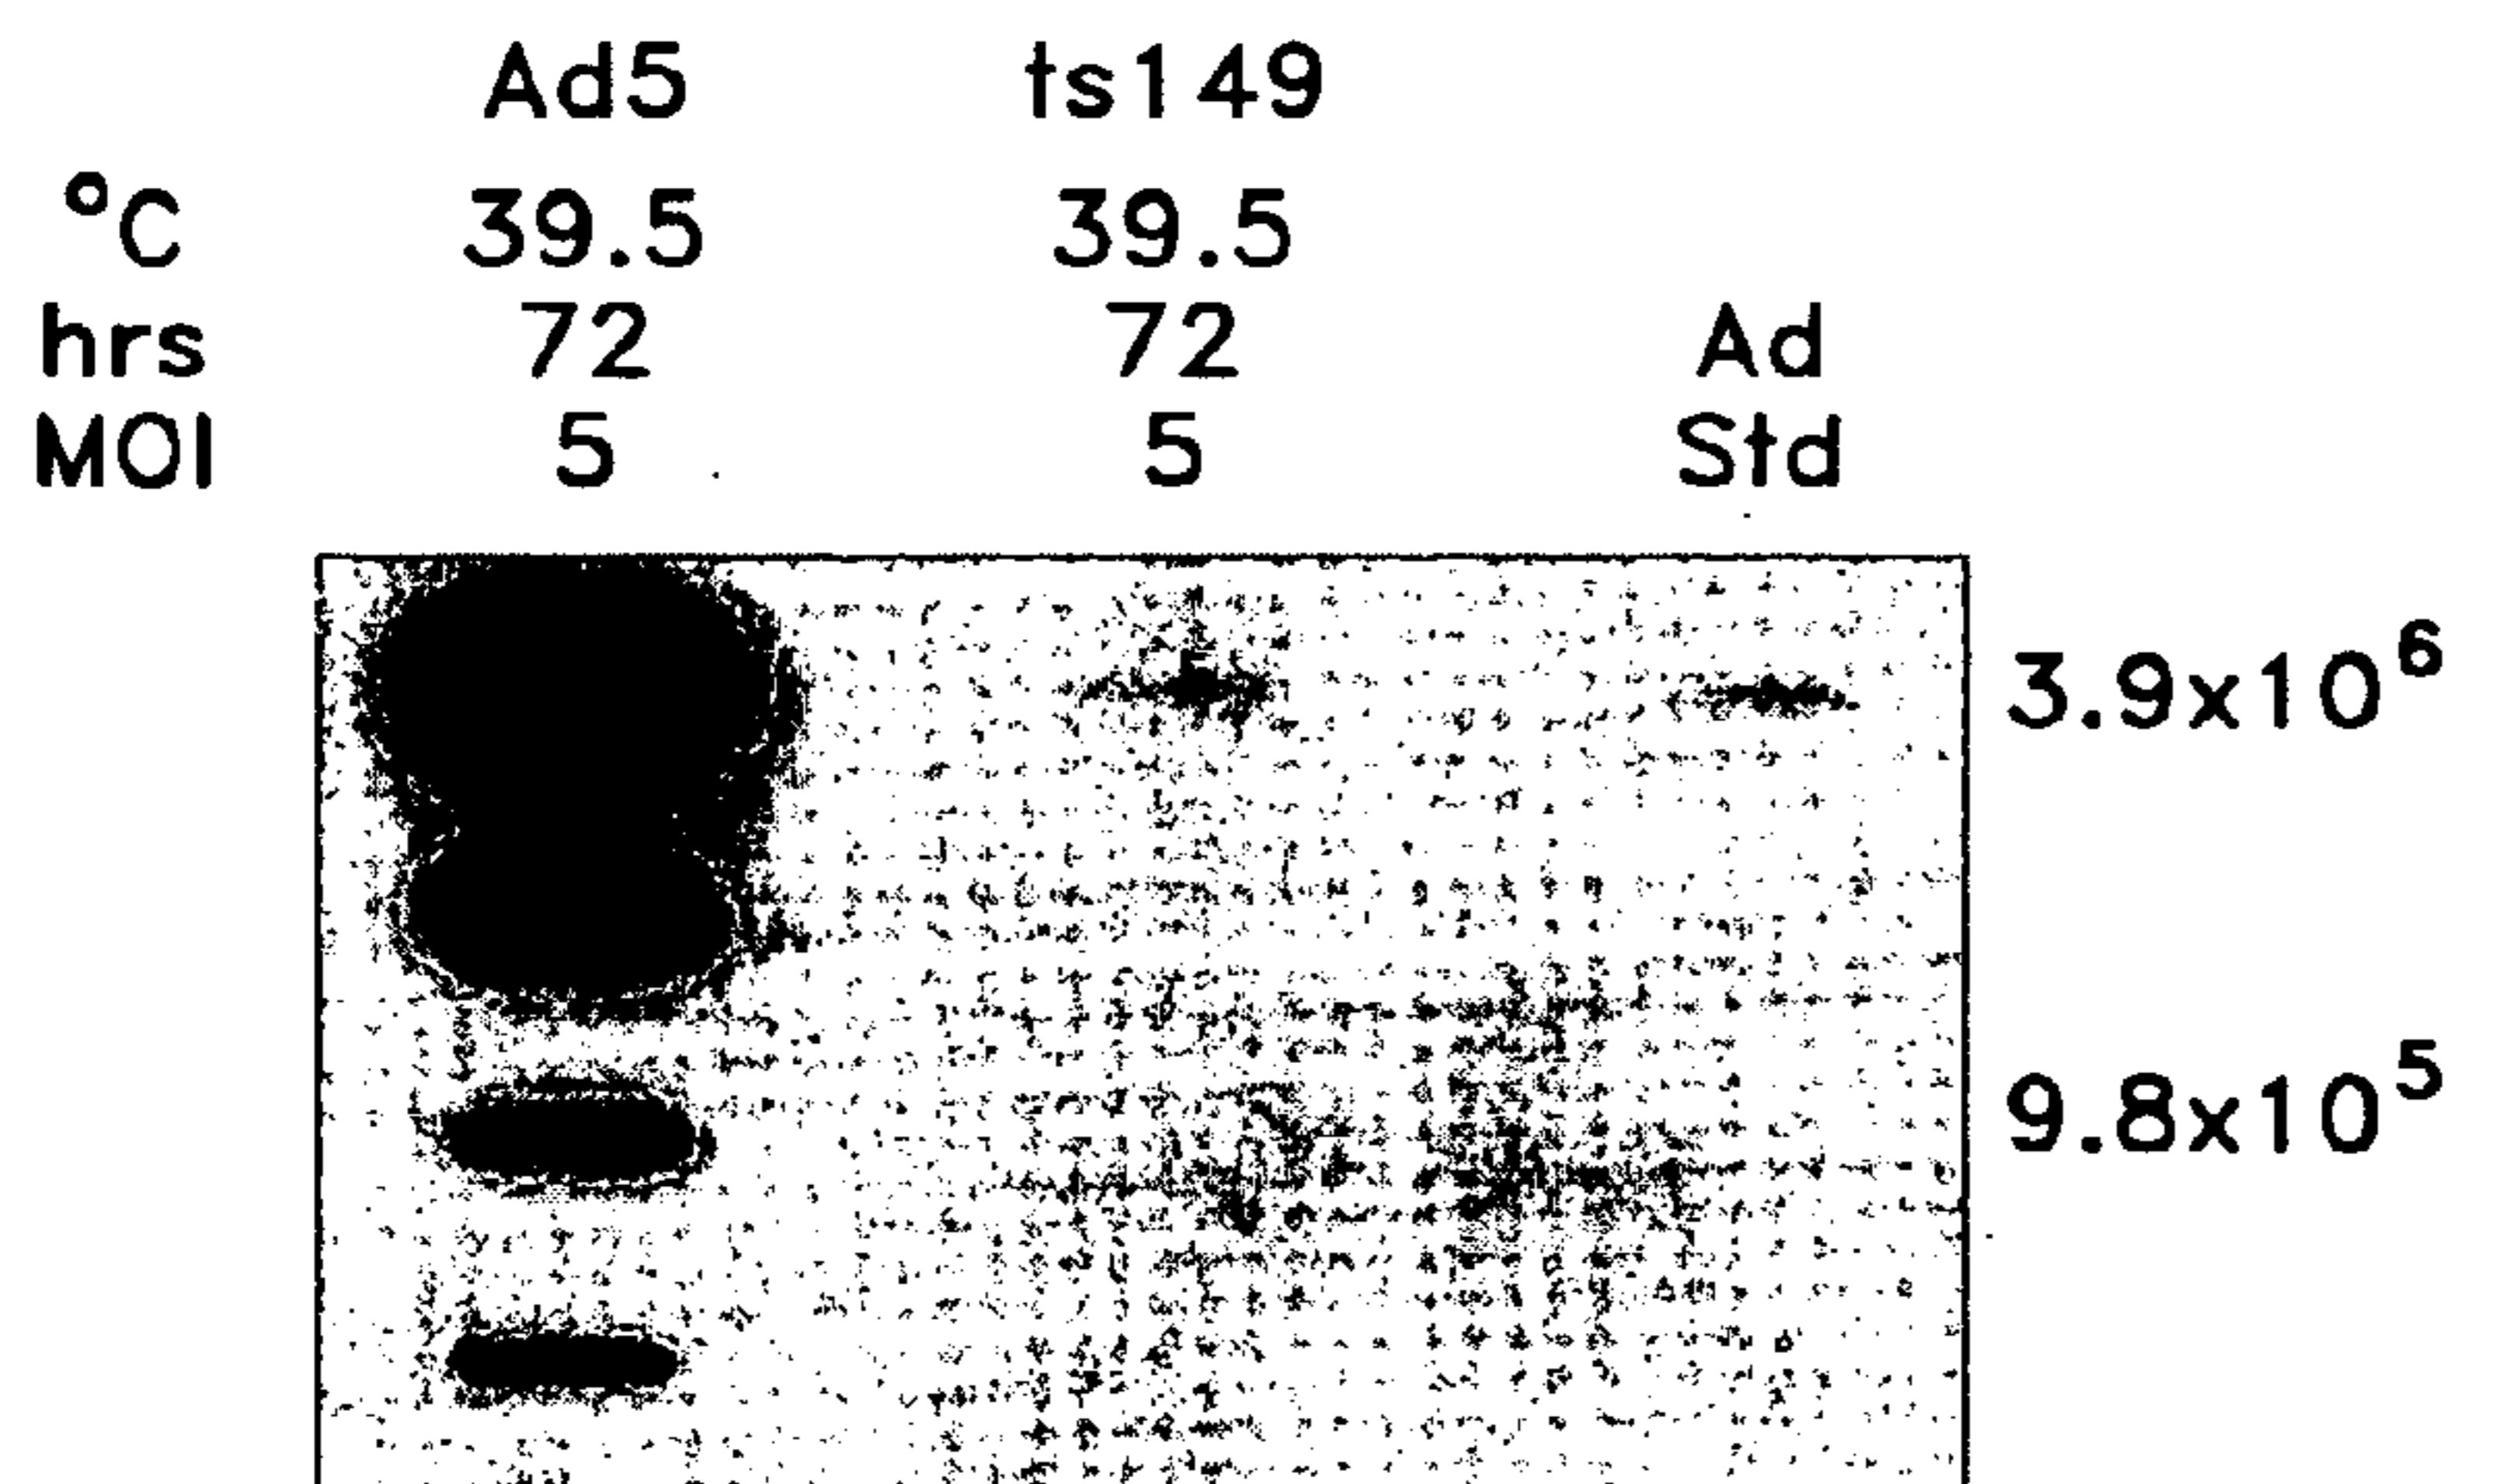 Ad5 ts149
°C 39.5 39.5
hrs 72 72 Ad
MOI 5 5 Std
3.9x10⁶
9.8x10⁵